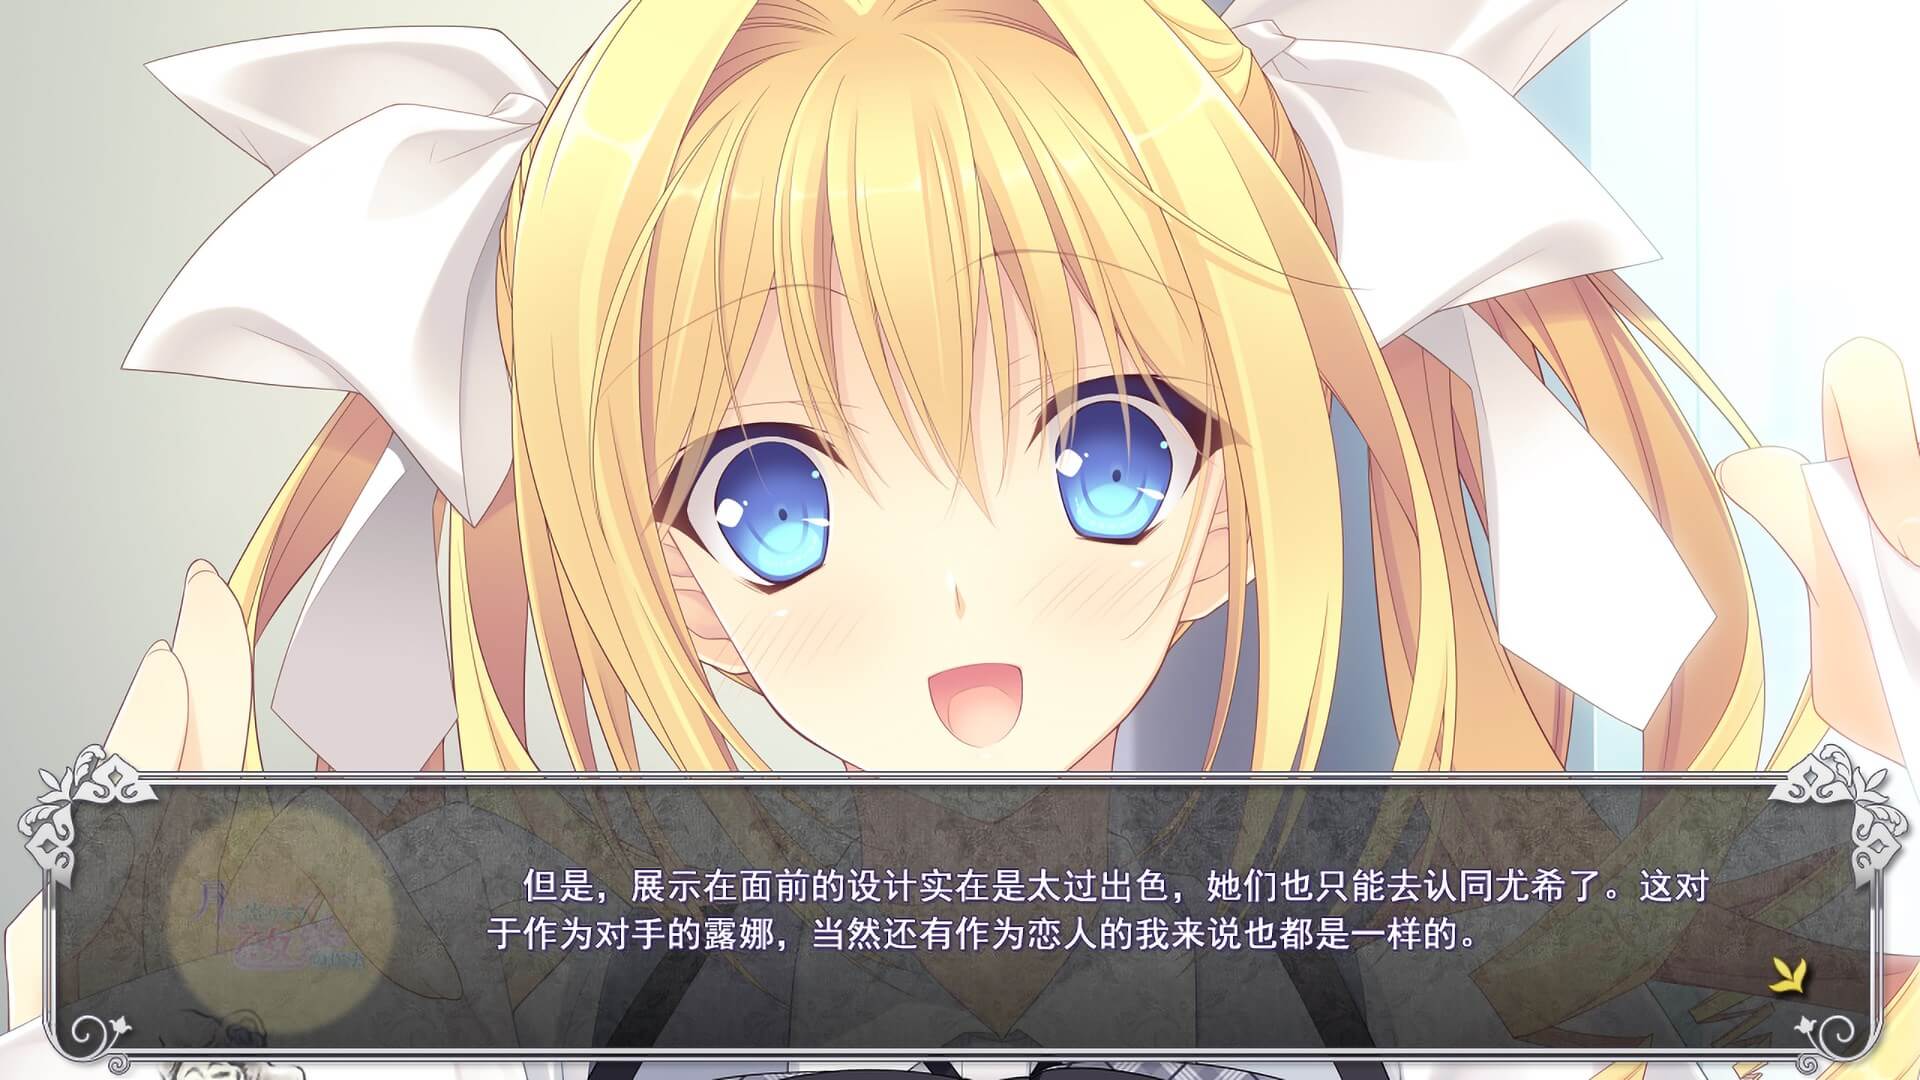 但是，展示在面前的设计实在是太过出色，她们也只能去认同尤希了。这对
于作为对手的露娜，当然还有作为恋人的我来说也都是一样的。